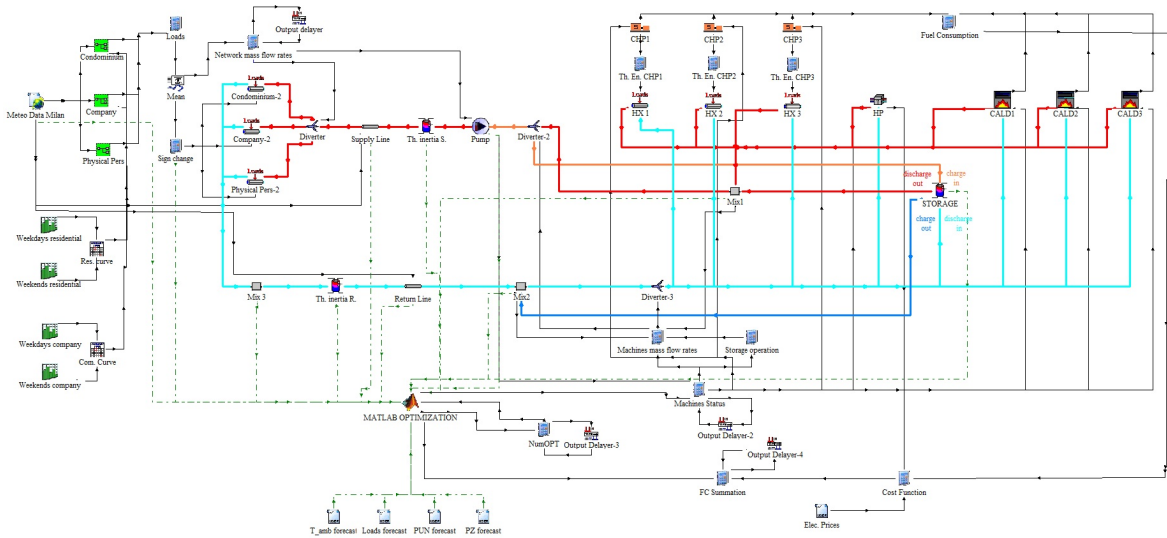 Loads
Output delayer
Network mass flow rates
Condominium
Company
Physical Pers
Meteo Data Milan
Mean
Sign change
Loads
Condominium-2
Loads
Company-2
Loads
Physical Pers-2
Diverter
Supply Line
Th. inertia S.
Pump
Diverter-2
CHP1
CHP2
CHP3
Fuel Consumption
Th. En. CHP1
Th. En. CHP2
Th. En. CHP3
Loads
HX 1
Loads
HX 2
Loads
HX 3
HP
CALD1
CALD2
CALD3
discharge
out
charge
in
Mix1
STORAGE
charge
out
discharge
in
Weekdays residential
Res. curve
Weekends residential
Weekdays company
Com. Curve
Weekends company
Mix 3
Th. inertia R.
Return Line
Mix2
Diverter-3
Machines mass flow rates
Storage operation
Machines Status
MATLAB OPTIMIZATION
Output Delayer-2
NumOPT
Output Delayer-3
Output Delayer-4
FC Summation
Cost Function
Elec. Prices
T_amb forecast
Loads forecast
PUN forecast
PZ forecast